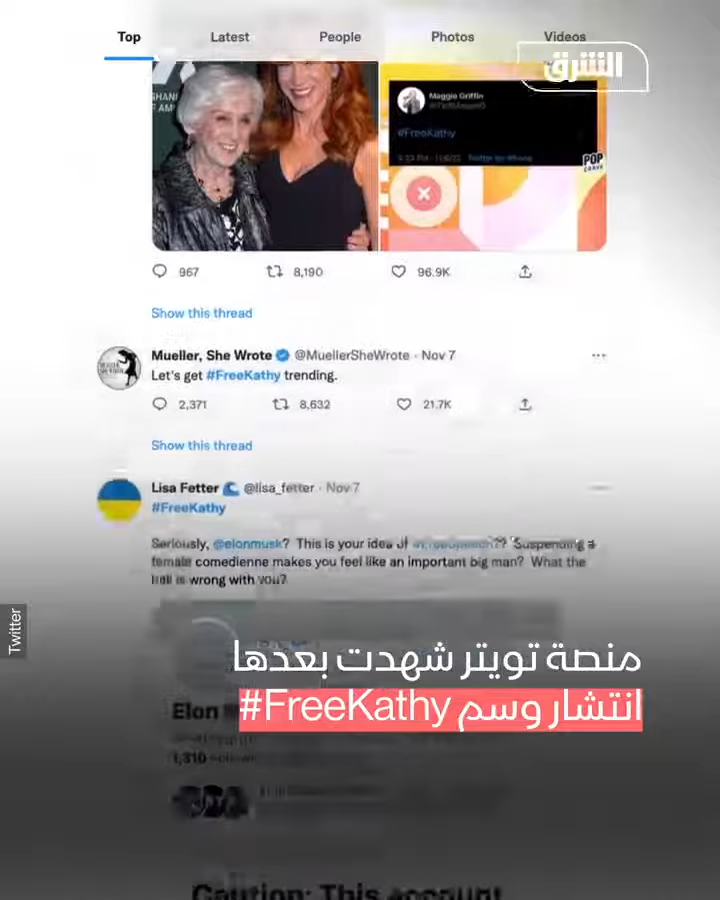 Top Latest People Photos Videos
الشرق
Maggie Griffin
#FreeKathy
POP
CRAVE
967 8,190 96.9K
Show this thread
Mueller, She Wrote @MuellerSheWrote · Nov 7
Let's get #FreeKathy trending.
2,371 8,632 21.7K
Show this thread
Lisa Fetter @lisa_fetter · Nov 7
#FreeKathy
Seriously, @elonmusk? This is your idea of Suspending a
female comedienne makes you feel like an important big man? What the
hell is wrong with you?
Twitter
منصة تويتر شهدت بعدها
انتشار وسم FreeKathy#
Elon
1,310
Caution: This account